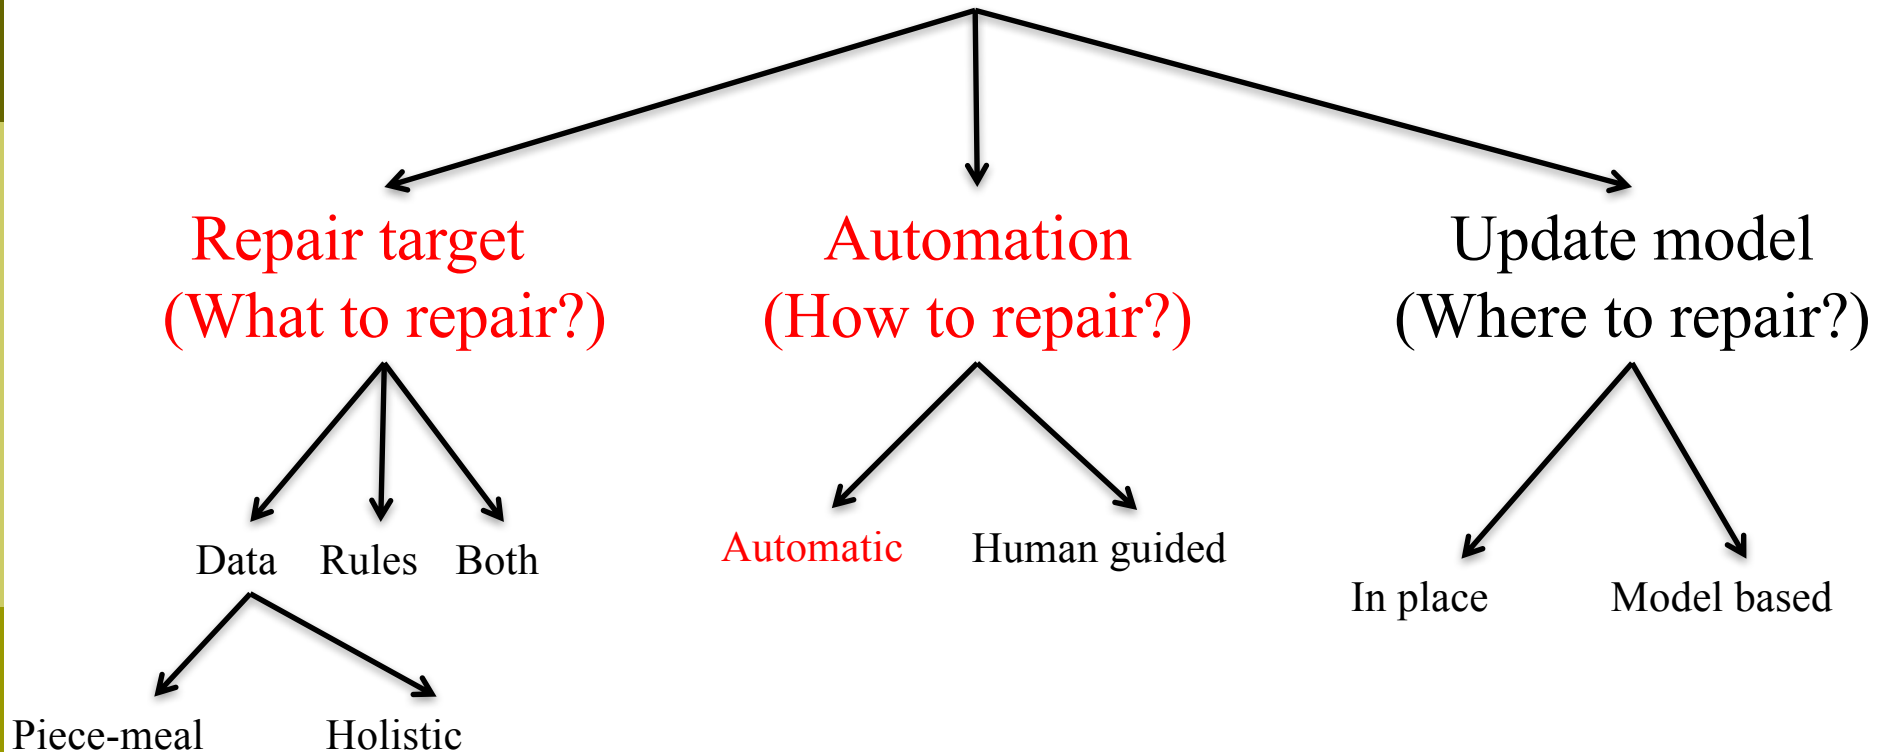 Repair target
(What to repair?)
Automation
(How to repair?)
Update model
(Where to repair?)
Data
Rules
Both
Automatic
Human guided
In place
Model based
Piece-meal
Holistic